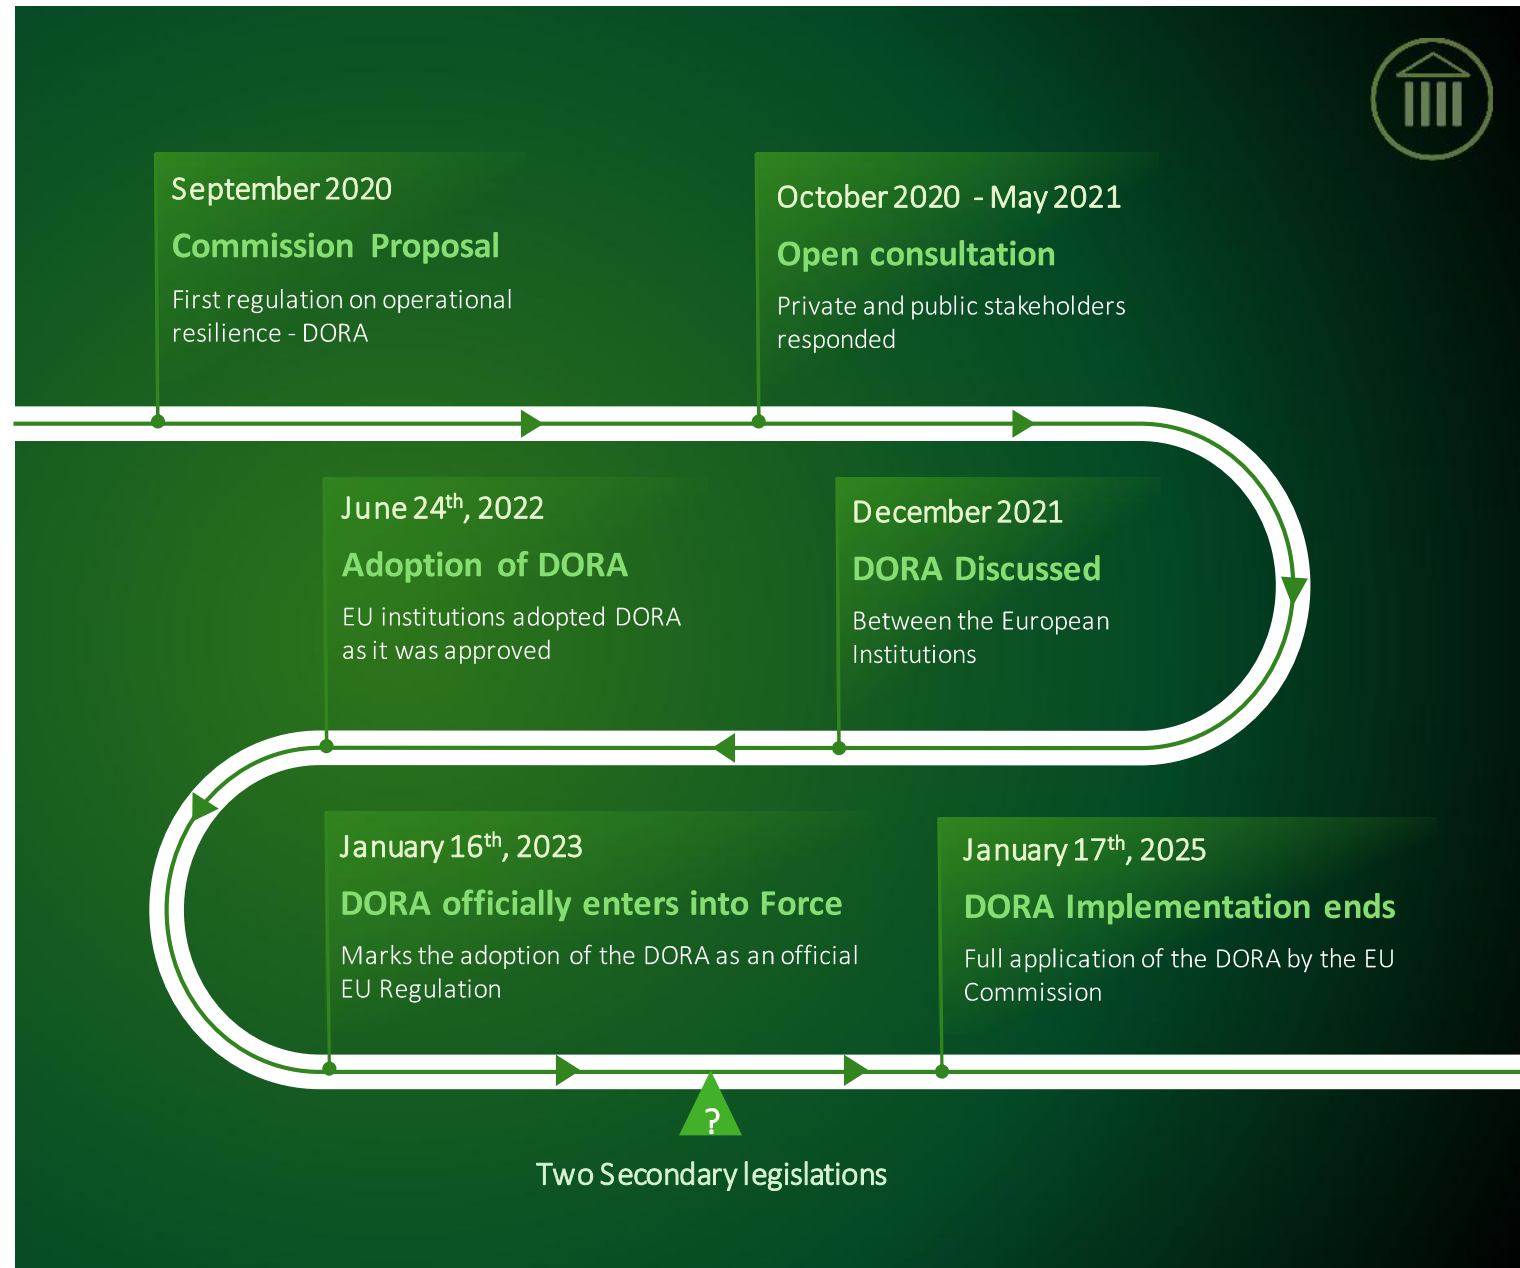 September 2020
Commission Proposal
First regulation on operational
resilience - DORA
October 2020 - May 2021
Open consultation
Private and public stakeholders
responded
December 2021
DORA Discussed
Between the European
Institutions
June 24th, 2022
Adoption of DORA
EU institutions adopted DORA
as it was approved
January 16th, 2023
DORA officially enters into Force
Marks the adoption of the DORA as an official
EU Regulation
?
Two Secondary legislations
January 17th, 2025
DORA Implementation ends
Full application of the DORA by the EU
Commission